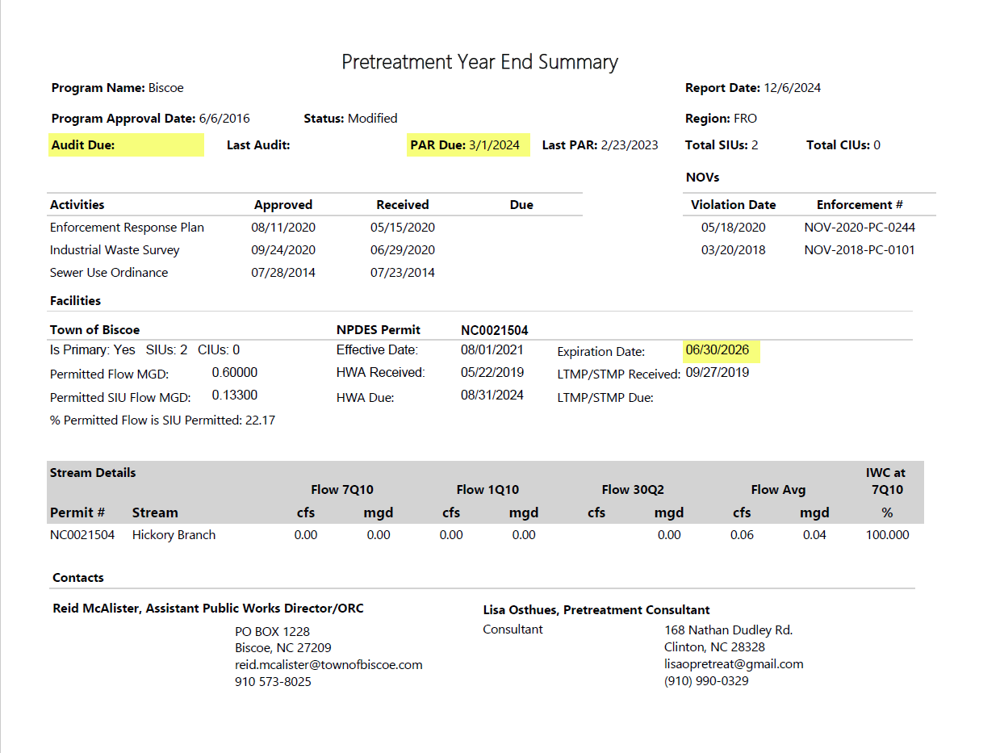 Pretreatment Year End Summary
Program Name: Biscoe Report Date: 12/6/2024
Program Approval Date: 6/6/2016 Status: Modified Region: FRO
Audit Due: Last Audit: PAR Due: 3/1/2024 Last PAR: 2/23/2023 Total SIUs: 2 Total CIUs: 0
NOVs
Activities Approved Received Due Violation Date Enforcement #
Enforcement Response Plan 08/11/2020 05/15/2020 05/18/2020 NOV-2020-PC-0244
Industrial Waste Survey 09/24/2020 06/29/2020 03/20/2018 NOV-2018-PC-0101
Sewer Use Ordinance 07/28/2014 07/23/2014
Facilities
Town of Biscoe NPDES Permit NC0021504
Is Primary: Yes SIUs: 2 CIUs: 0 Effective Date: 08/01/2021 Expiration Date: 06/30/2026
Permitted Flow MGD: 0.60000 HWA Received: 05/22/2019 LTMP/STMP Received: 09/27/2019
Permitted SIU Flow MGD: 0.13300 HWA Due: 08/31/2024 LTMP/STMP Due:
% Permitted Flow is SIU Permitted: 22.17
Stream Details IWC at
Flow 7Q10 Flow 1Q10 Flow 30Q2 Flow Avg 7Q10
Permit # Stream cfs mgd cfs mgd cfs mgd cfs mgd %
NC0021504 Hickory Branch 0.00 0.00 0.00 0.00 0.00 0.06 0.04 100.000
Contacts
Reid McAlister, Assistant Public Works Director/ORC
PO BOX 1228
Biscoe, NC 27209
reid.mcalister@townofbiscoe.com
910 573-8025
Lisa Osthues, Pretreatment Consultant
Consultant 168 Nathan Dudley Rd.
Clinton, NC 28328
lisaopretreat@gmail.com
(910) 990-0329